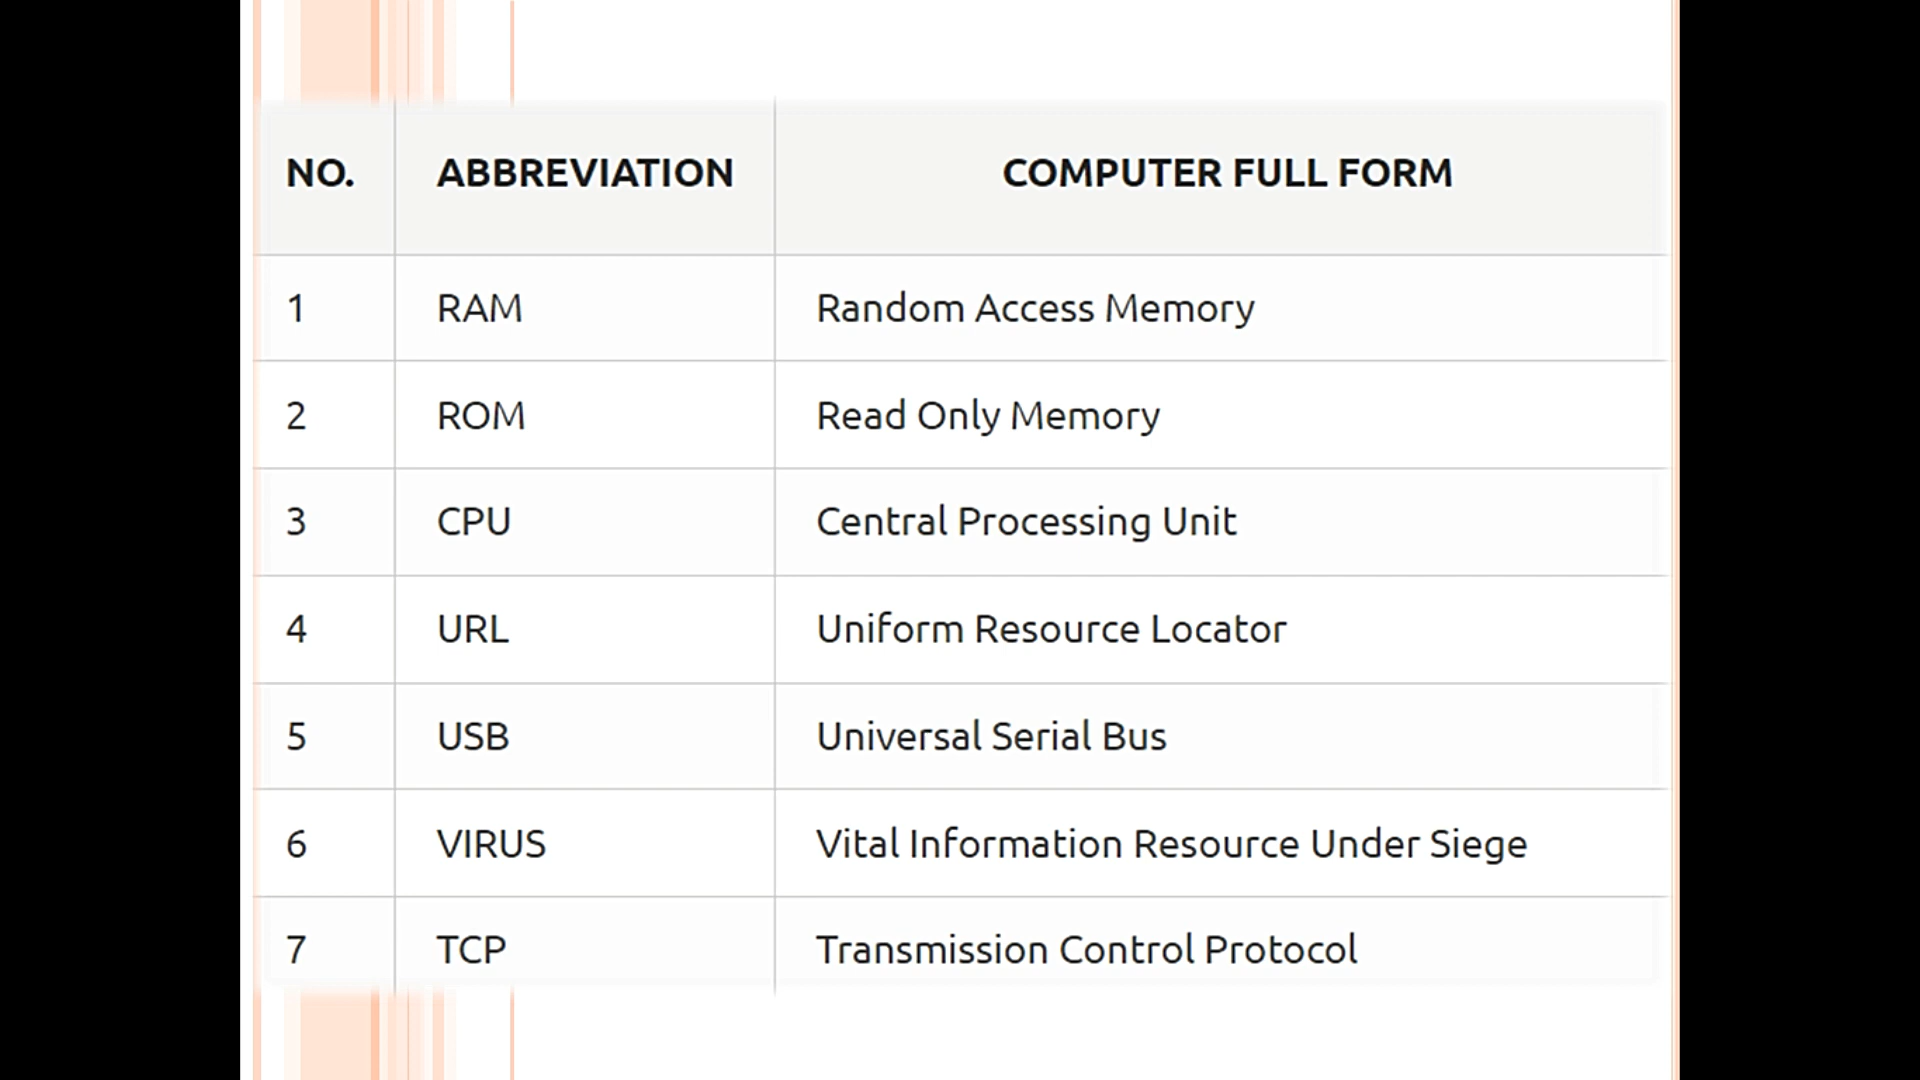 NO. ABBREVIATION COMPUTER FULL FORM
1 RAM Random Access Memory
2 ROM Read Only Memory
3 CPU Central Processing Unit
4 URL Uniform Resource Locator
5 USB Universal Serial Bus
6 VIRUS Vital Information Resource Under Siege
7 TCP Transmission Control Protocol